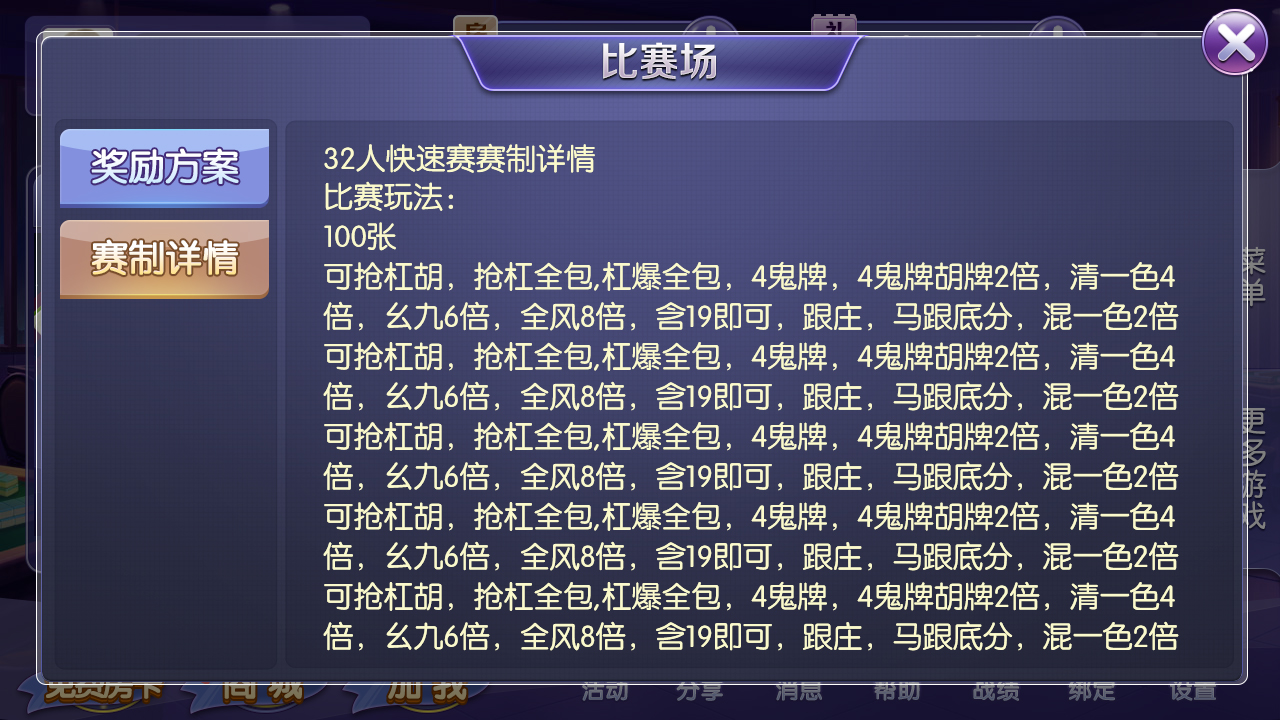 比赛场
奖励方案
赛制详情
32人快速赛赛制详情
比赛玩法：
100张
可抢杠胡，抢杠全包,杠爆全包，4鬼牌，4鬼牌胡牌2倍，清一色4
倍，幺九6倍，全风8倍，含19即可，跟庄，马跟底分，混一色2倍
可抢杠胡，抢杠全包,杠爆全包，4鬼牌，4鬼牌胡牌2倍，清一色4
倍，幺九6倍，全风8倍，含19即可，跟庄，马跟底分，混一色2倍
可抢杠胡，抢杠全包,杠爆全包，4鬼牌，4鬼牌胡牌2倍，清一色4
倍，幺九6倍，全风8倍，含19即可，跟庄，马跟底分，混一色2倍
可抢杠胡，抢杠全包,杠爆全包，4鬼牌，4鬼牌胡牌2倍，清一色4
倍，幺九6倍，全风8倍，含19即可，跟庄，马跟底分，混一色2倍
可抢杠胡，抢杠全包,杠爆全包，4鬼牌，4鬼牌胡牌2倍，清一色4
倍，幺九6倍，全风8倍，含19即可，跟庄，马跟底分，混一色2倍
菜单
更多游戏
免费房卡
商城
加我
活动
分享
消息
帮助
战绩
绑定
设置